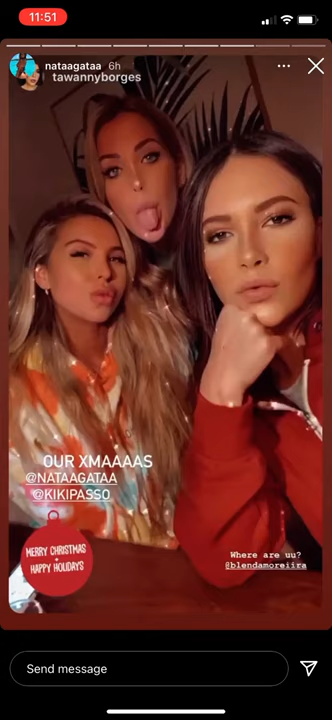 11:51
nataagataa 6h
tawannyborges
OUR XMAAAAS
@NATAAGATAA
@KIKIPASSO
MERRY CHRISTMAS
+
HAPPY HOLIDAYS
Where are uu?
@blendamoreiira
Send message